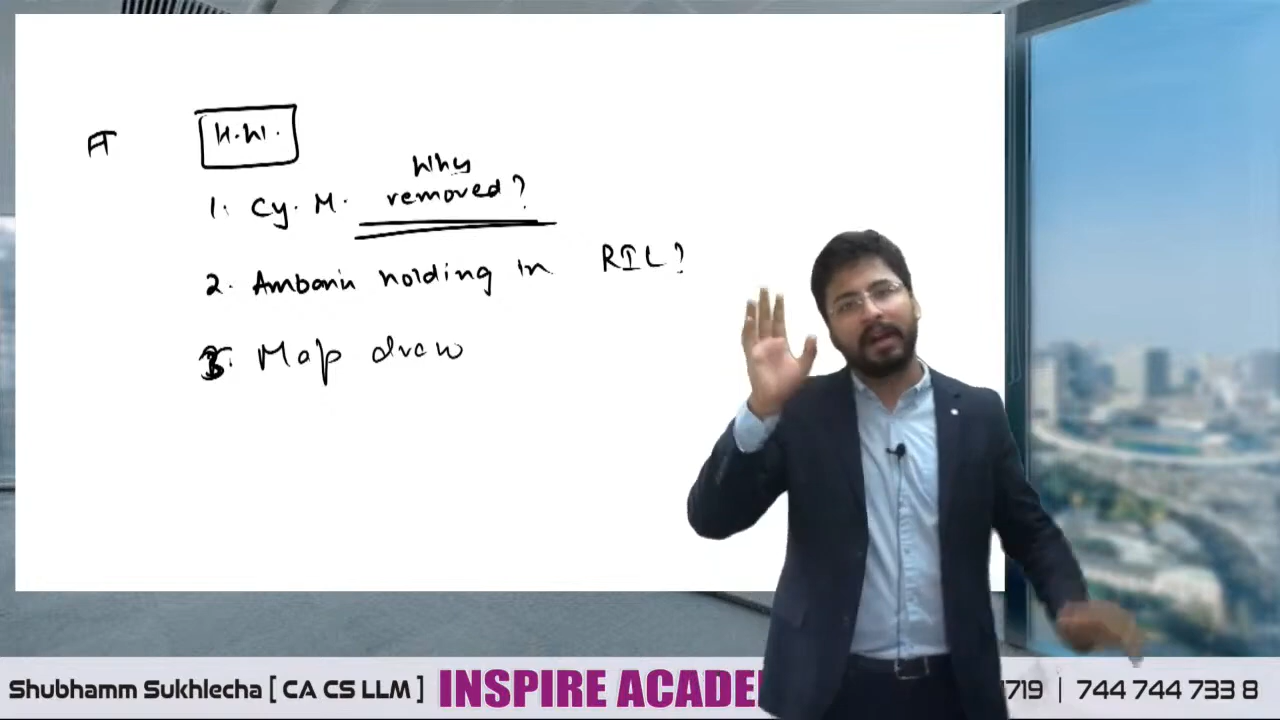 H.W.
Why
1. Cy. M. removed?
2. Ambani holding in RIL?
3. Map draw
Shubhamm Sukhlecha [ CA CS LLM ] INSPIRE ACADE 1719 | 744 744 733 8